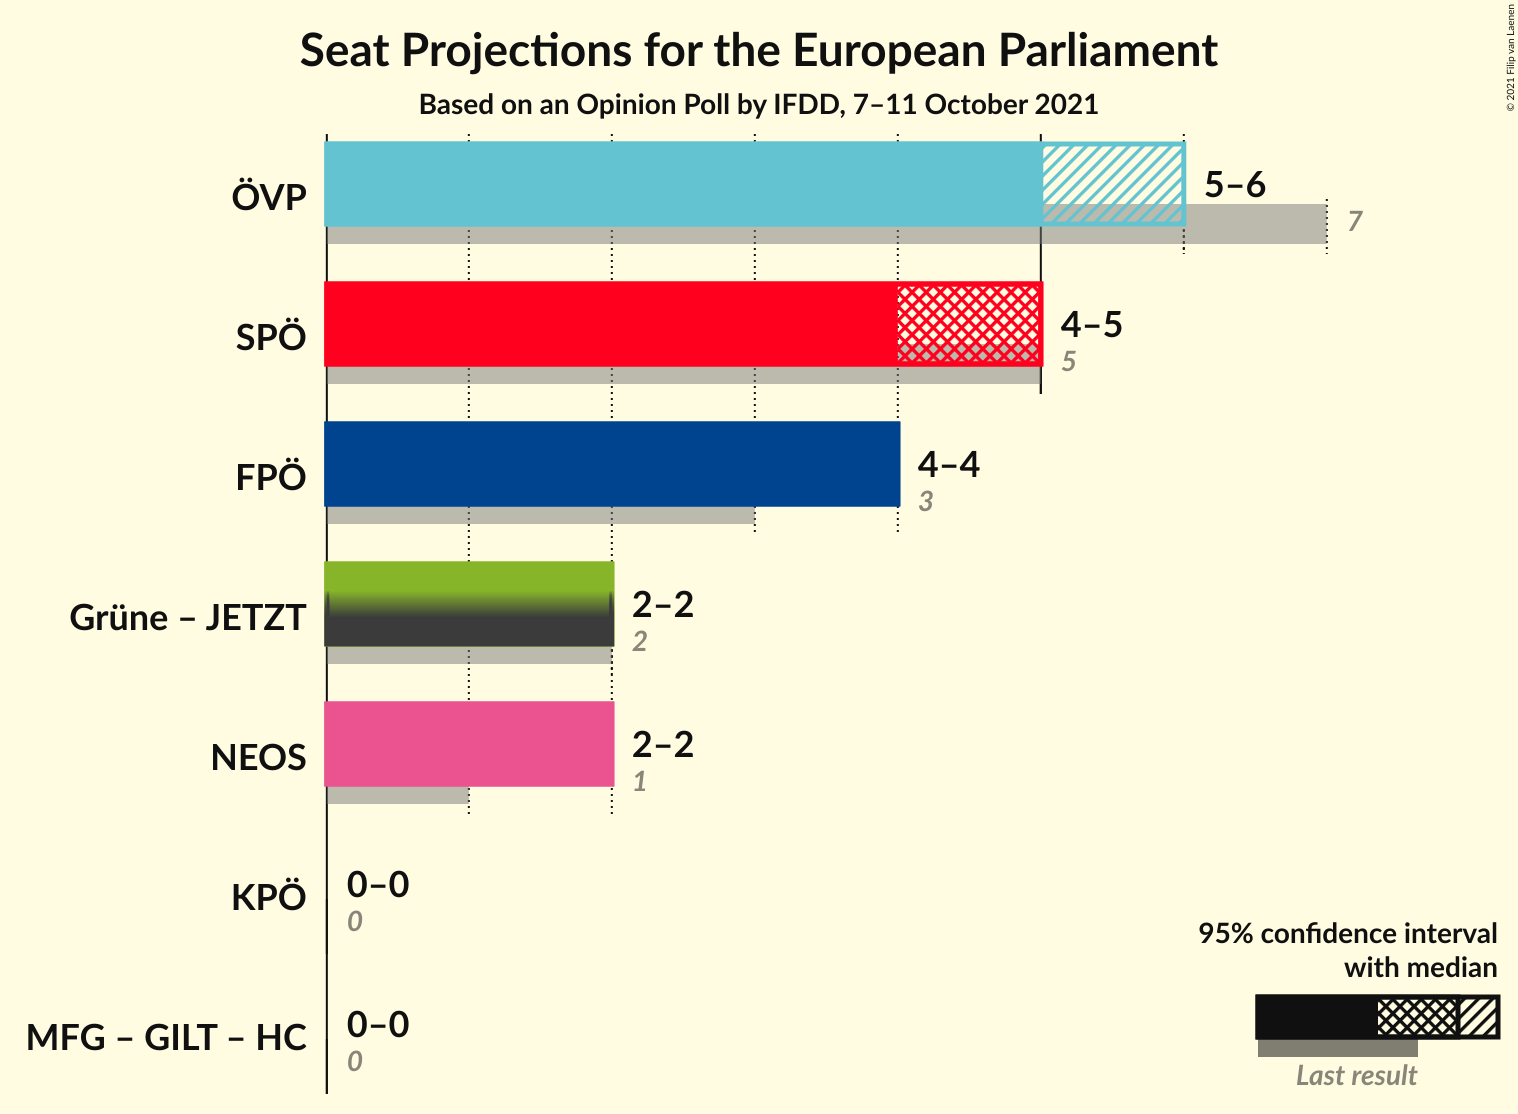 Seat Projections for the European Parliament
Based on an Opinion Poll by IFDD, 7–11 October 2021
© 2021 Filip van Laenen
ÖVP
5–6
7
SPÖ
4–5
5
FPÖ
4–4
3
Grüne – JETZT
2–2
2
NEOS
2–2
1
KPÖ
0–0
0
MFG – GILT – HC
0–0
0
95% confidence interval
with median
Last result